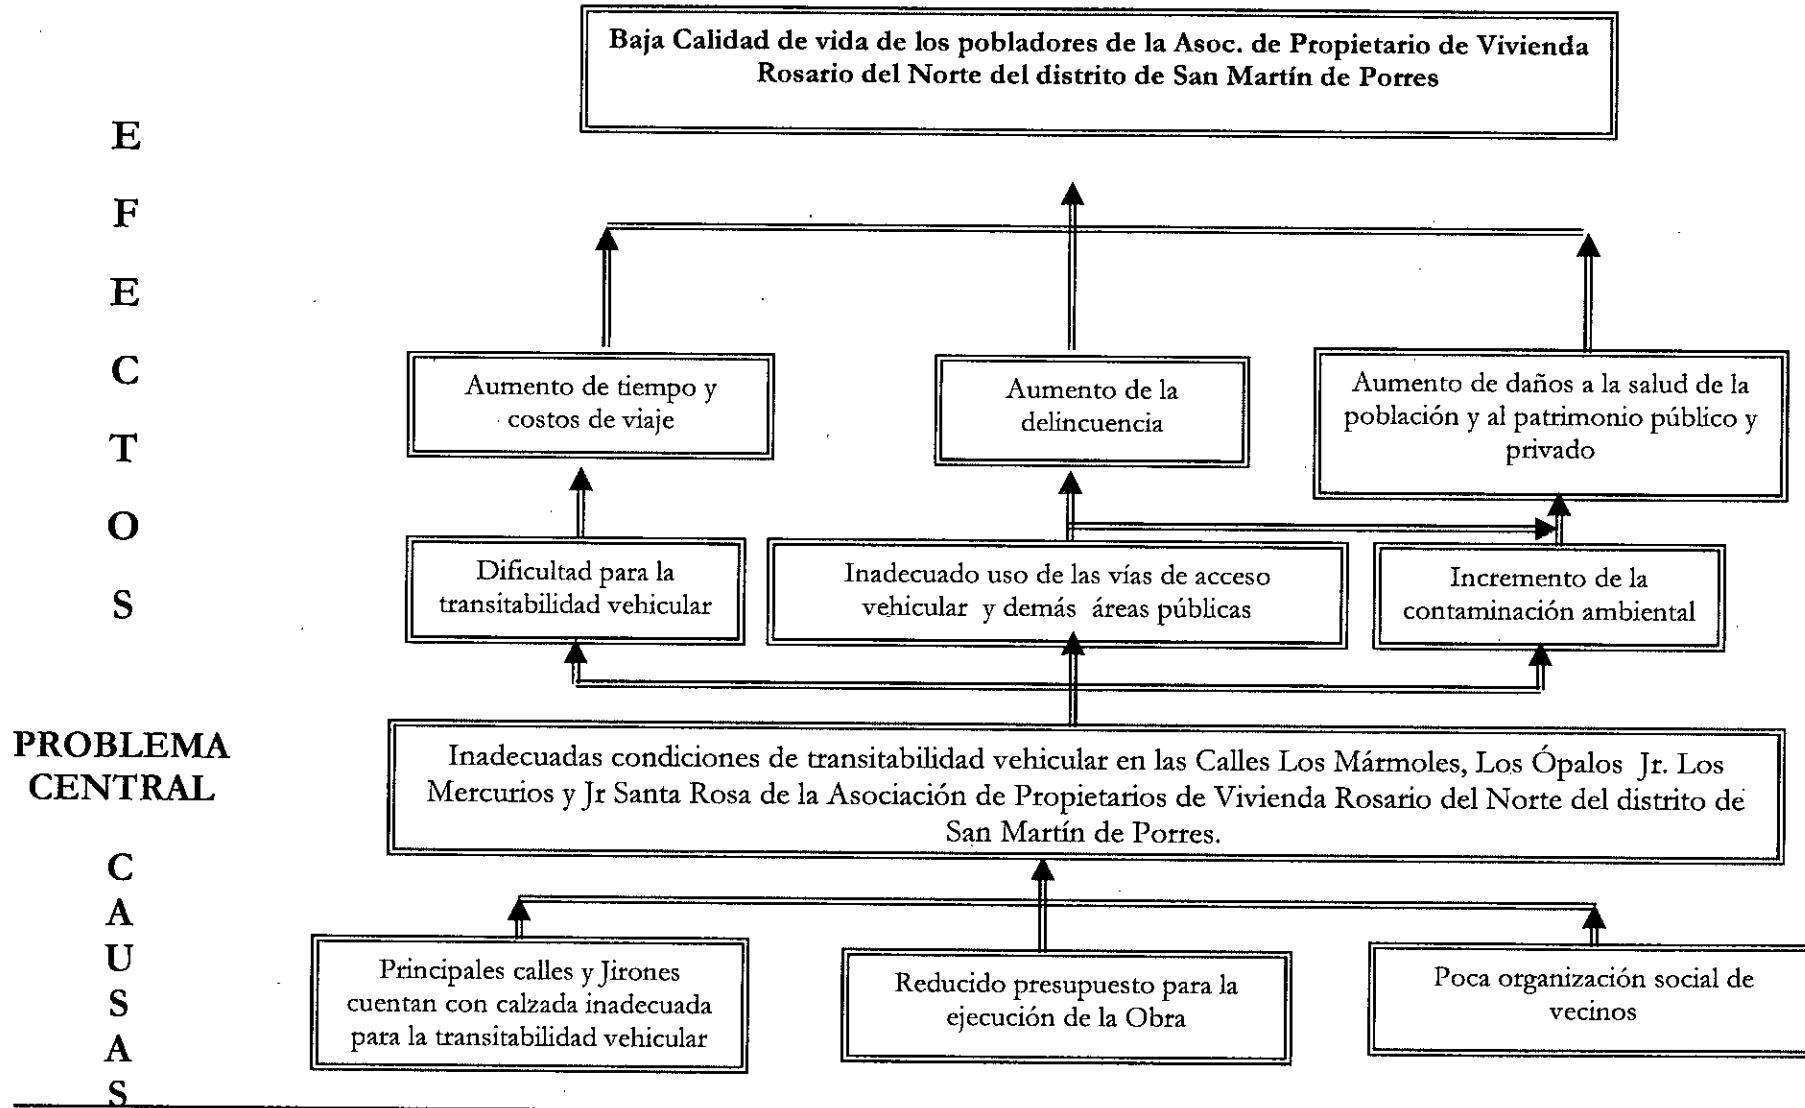 Baja Calidad de vida de los pobladores de la Asoc. de Propietario de Vivienda
Rosario del Norte del distrito de San Martín de Porres
E
F
E
C
T
O
S
Aumento de tiempo y
costos de viaje
Aumento de la
delincuencia
Aumento de daños a la salud de la
población y al patrimonio público y
privado
Dificultad para la
transitabilidad vehicular
Inadecuado uso de las vías de acceso
vehicular y demás áreas públicas
Incremento de la
contaminación ambiental
PROBLEMA
CENTRAL
Inadecuadas condiciones de transitabilidad vehicular en las Calles Los Mármoles, Los Ópalos Jr. Los
Mercurios y Jr Santa Rosa de la Asociación de Propietarios de Vivienda Rosario del Norte del distrito de
San Martín de Porres.
C
A
U
S
A
S
Principales calles y Jirones
cuentan con calzada inadecuada
para la transitabilidad vehicular
Reducido presupuesto para la
ejecución de la Obra
Poca organización social de
vecinos